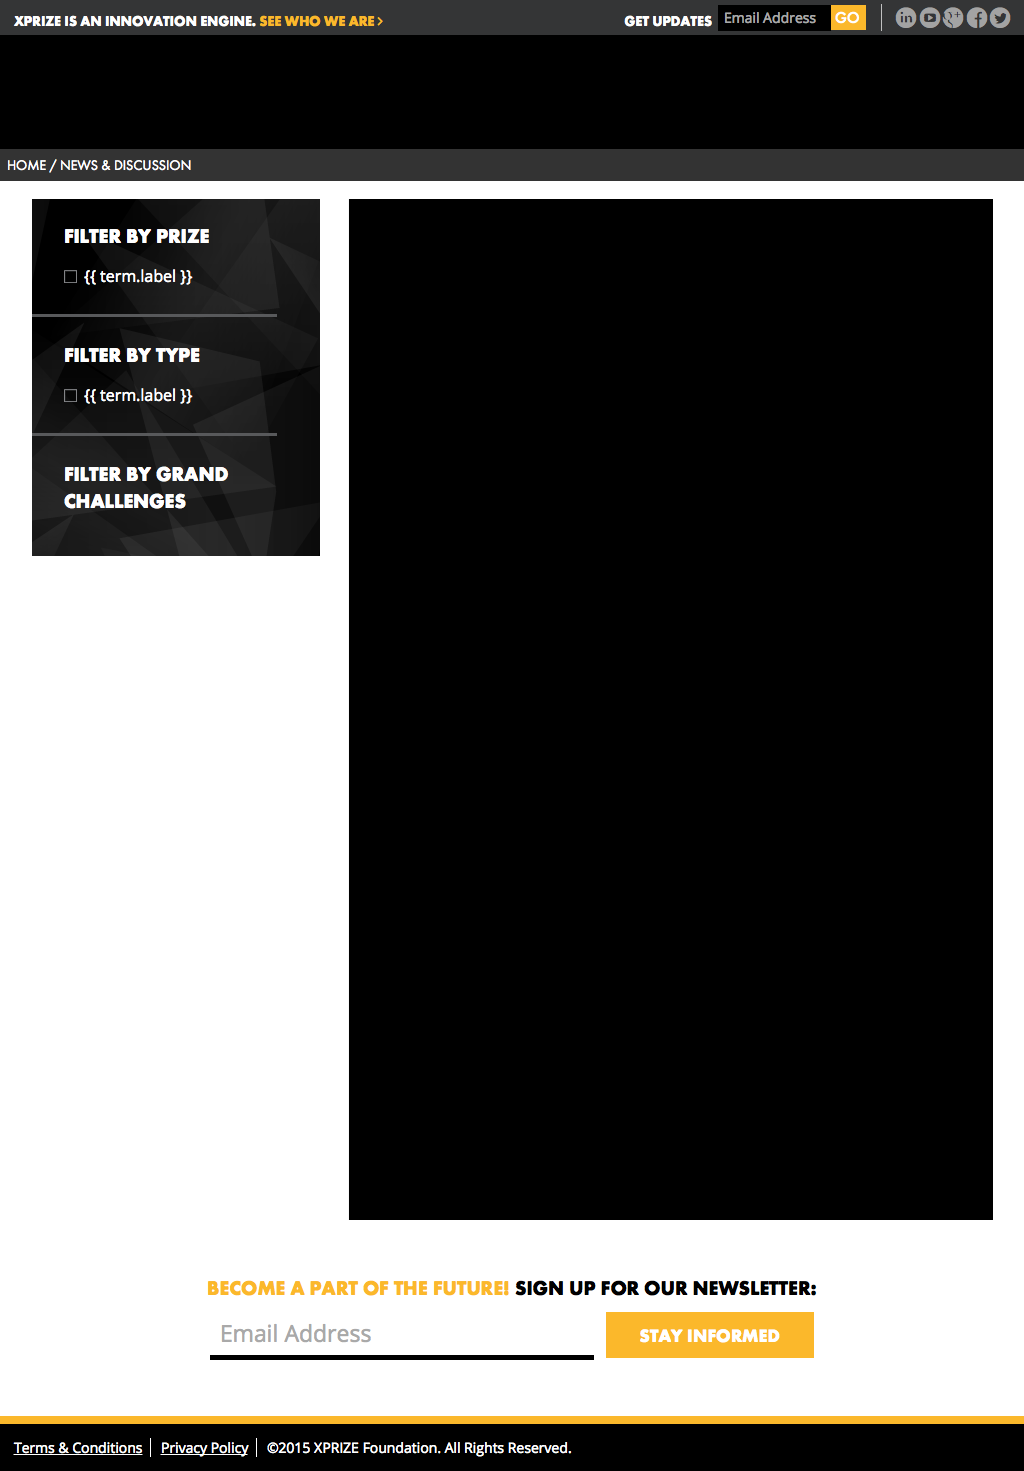 XPRIZE IS AN INNOVATION ENGINE. SEE WHO WE ARE >
GET UPDATES Email Address GO
HOME / NEWS & DISCUSSION
FILTER BY PRIZE
{{ term.label }}
FILTER BY TYPE
{{ term.label }}
FILTER BY GRAND
CHALLENGES
BECOME A PART OF THE FUTURE! SIGN UP FOR OUR NEWSLETTER:
Email Address
STAY INFORMED
Terms & Conditions Privacy Policy ©2015 XPRIZE Foundation. All Rights Reserved.